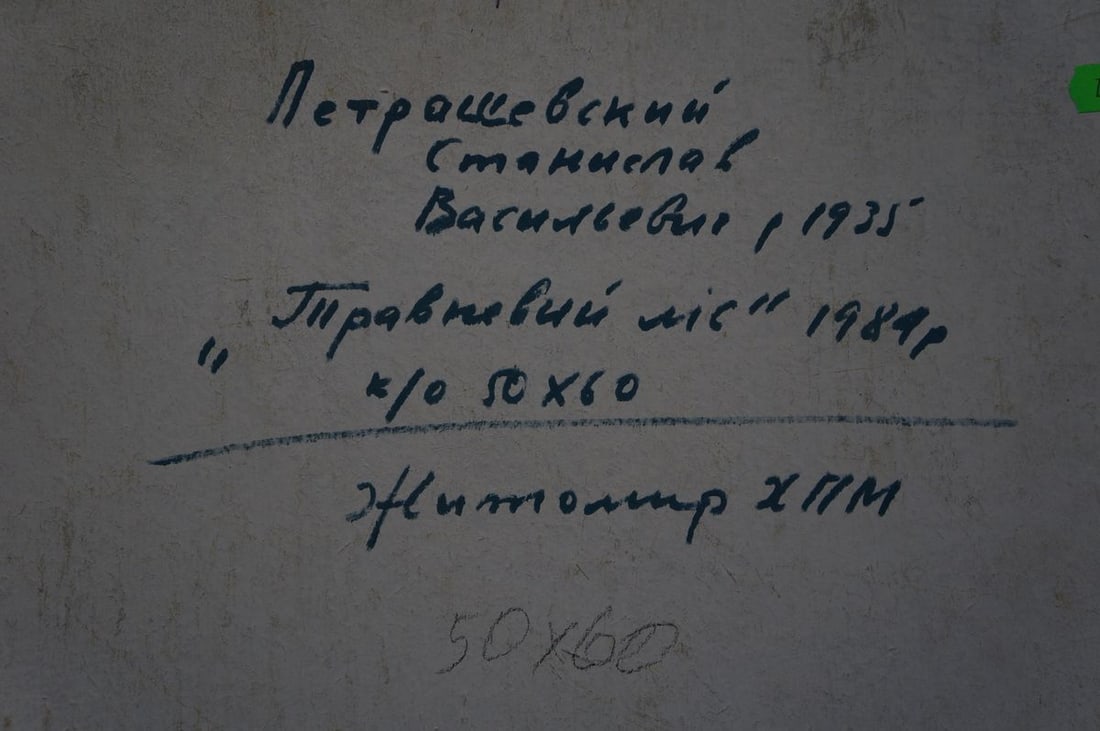 Петрашевский
Станислав
Васильевич, р 1935
„Травневий ліс“ 1984р
к/о 50х60
Житомир ХПМ
50х60